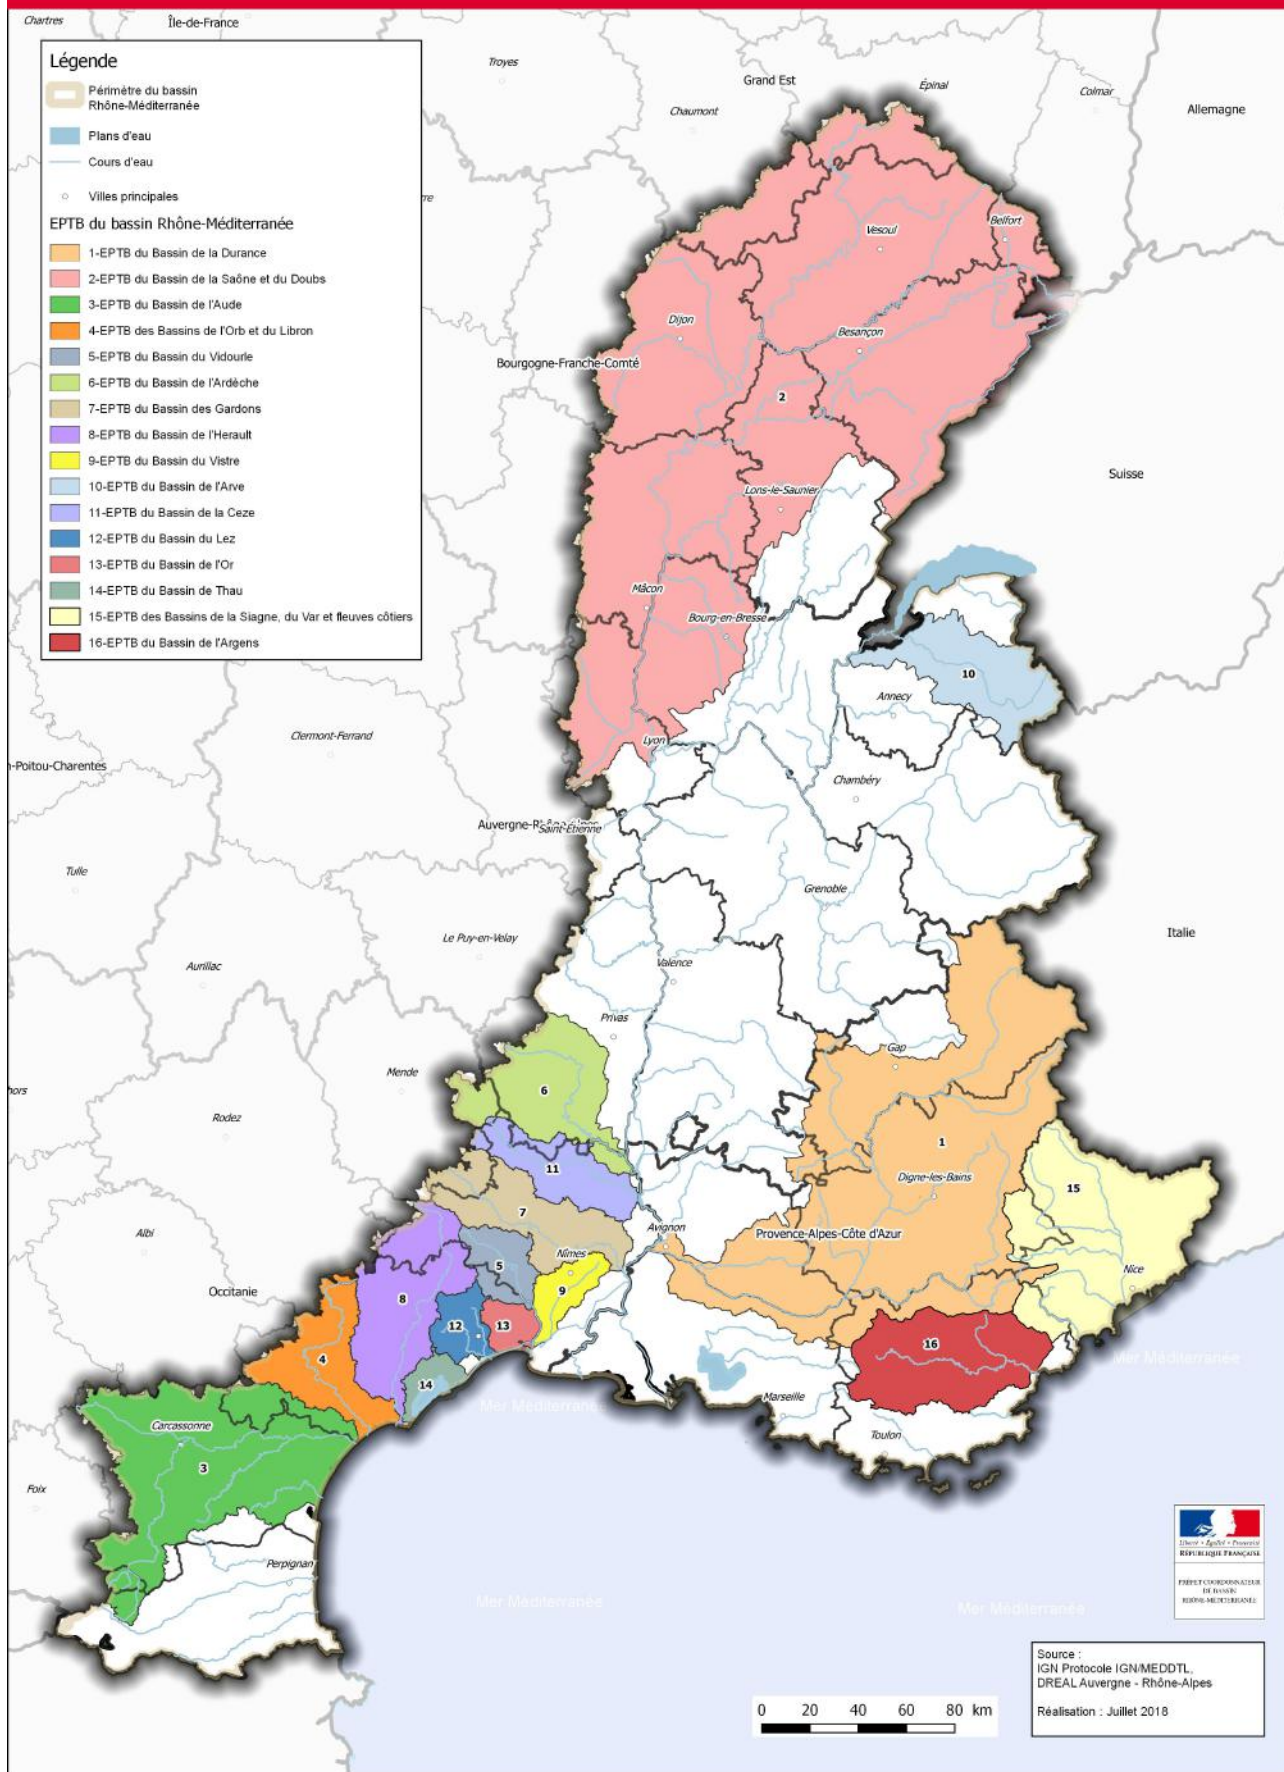 Chartres
Île-de-France
Troyes
Grand Est
Épinal
Colmar
Chaumont
Allemagne
Légende
Périmètre du bassin
Rhône-Méditerranée
Plans d'eau
Cours d'eau
Villes principales
EPTB du bassin Rhône-Méditerranée
1-EPTB du Bassin de la Durance
2-EPTB du Bassin de la Saône et du Doubs
3-EPTB du Bassin de l'Aude
4-EPTB des Bassins de l'Orb et du Libron
5-EPTB du Bassin du Vidourle
6-EPTB du Bassin de l'Ardèche
7-EPTB du Bassin des Gardons
8-EPTB du Bassin de l'Herault
9-EPTB du Bassin du Vistre
10-EPTB du Bassin de l'Arve
11-EPTB du Bassin de la Ceze
12-EPTB du Bassin du Lez
13-EPTB du Bassin de l'Or
14-EPTB du Bassin de Thau
15-EPTB des Bassins de la Siagne, du Var et fleuves côtiers
16-EPTB du Bassin de l'Argens
Belfort
Vesoul
Dijon
Besançon
Bourgogne-Franche-Comté
2
Suisse
Lons-le-Saunier
Mâcon
Bourg-en-Bresse
10
Annecy
Clermont-Ferrand
Lyon
n-Poitou-Charentes
Chambéry
Saint-Étienne
Tulle
Grenoble
Le Puy-en-Velay
Italie
Aurillac
Valence
Privas
Gap
Mende
hors
6
Rodez
1
11
Digne-les-Bains
15
7
Albi
Avignon
Provence-Alpes-Côte d'Azur
Nîmes
5
Nice
Occitanie
9
8
12
13
16
4
Mer Méditerranée
14
Marseille
Mer Méditerranée
Carcassonne
Toulon
3
Foix
Perpignan
Liberté • Égalité • Fraternité
RÉPUBLIQUE FRANÇAISE
PRÉFET COORDONNATEUR
DE BASSIN
RHÔNE-MÉDITERRANÉE
Mer Méditerranée
Mer Méditerranée
Source :
IGN Protocole IGN/MEDDTL,
DREAL Auvergne - Rhône-Alpes
Réalisation : Juillet 2018
0 20 40 60 80 km